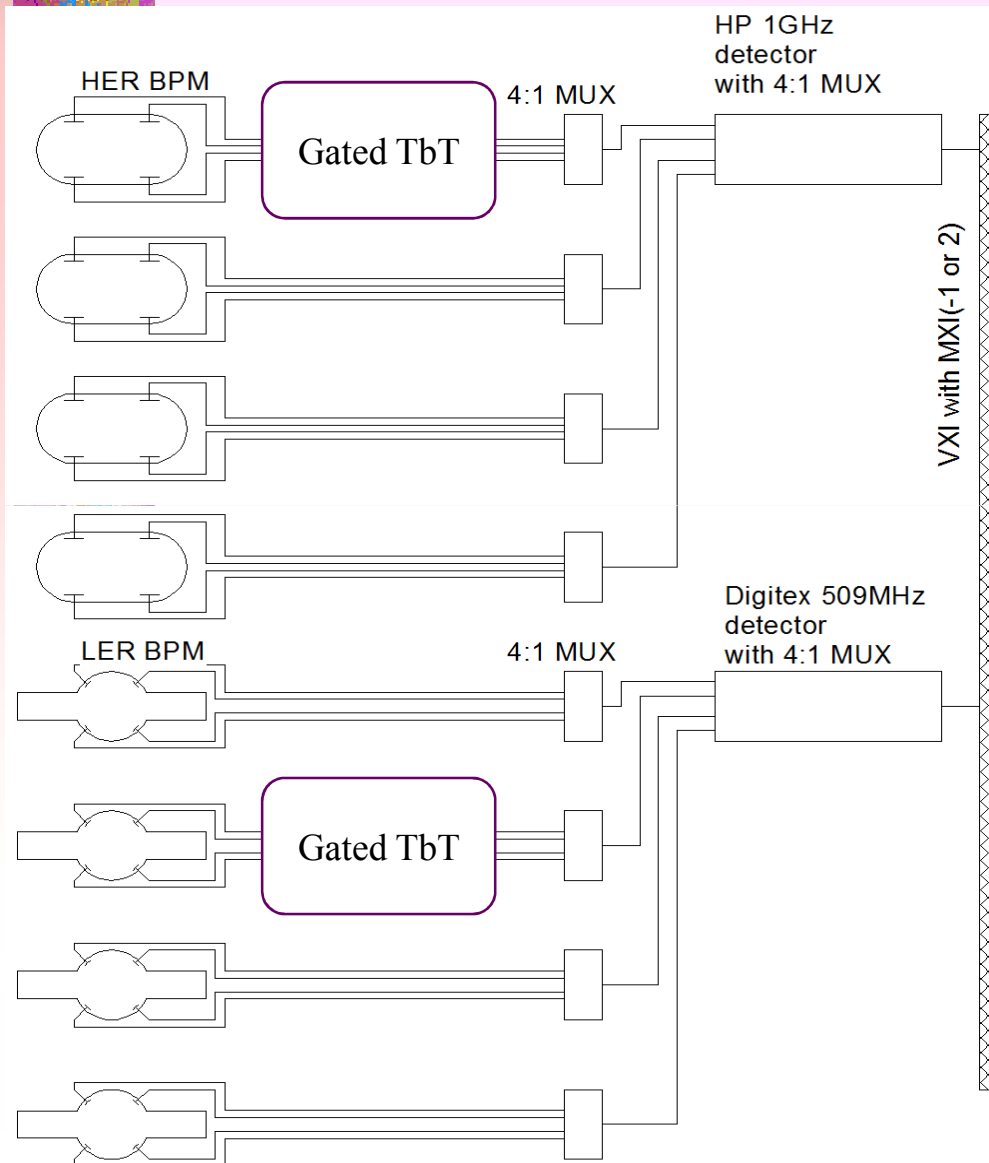 HP 1GHz
detector
with 4:1 MUX
HER BPM
4:1 MUX
Gated TbT
VXI with MXI(-1 or 2)
Digitex 509MHz
detector
with 4:1 MUX
LER BPM
4:1 MUX
Gated TbT